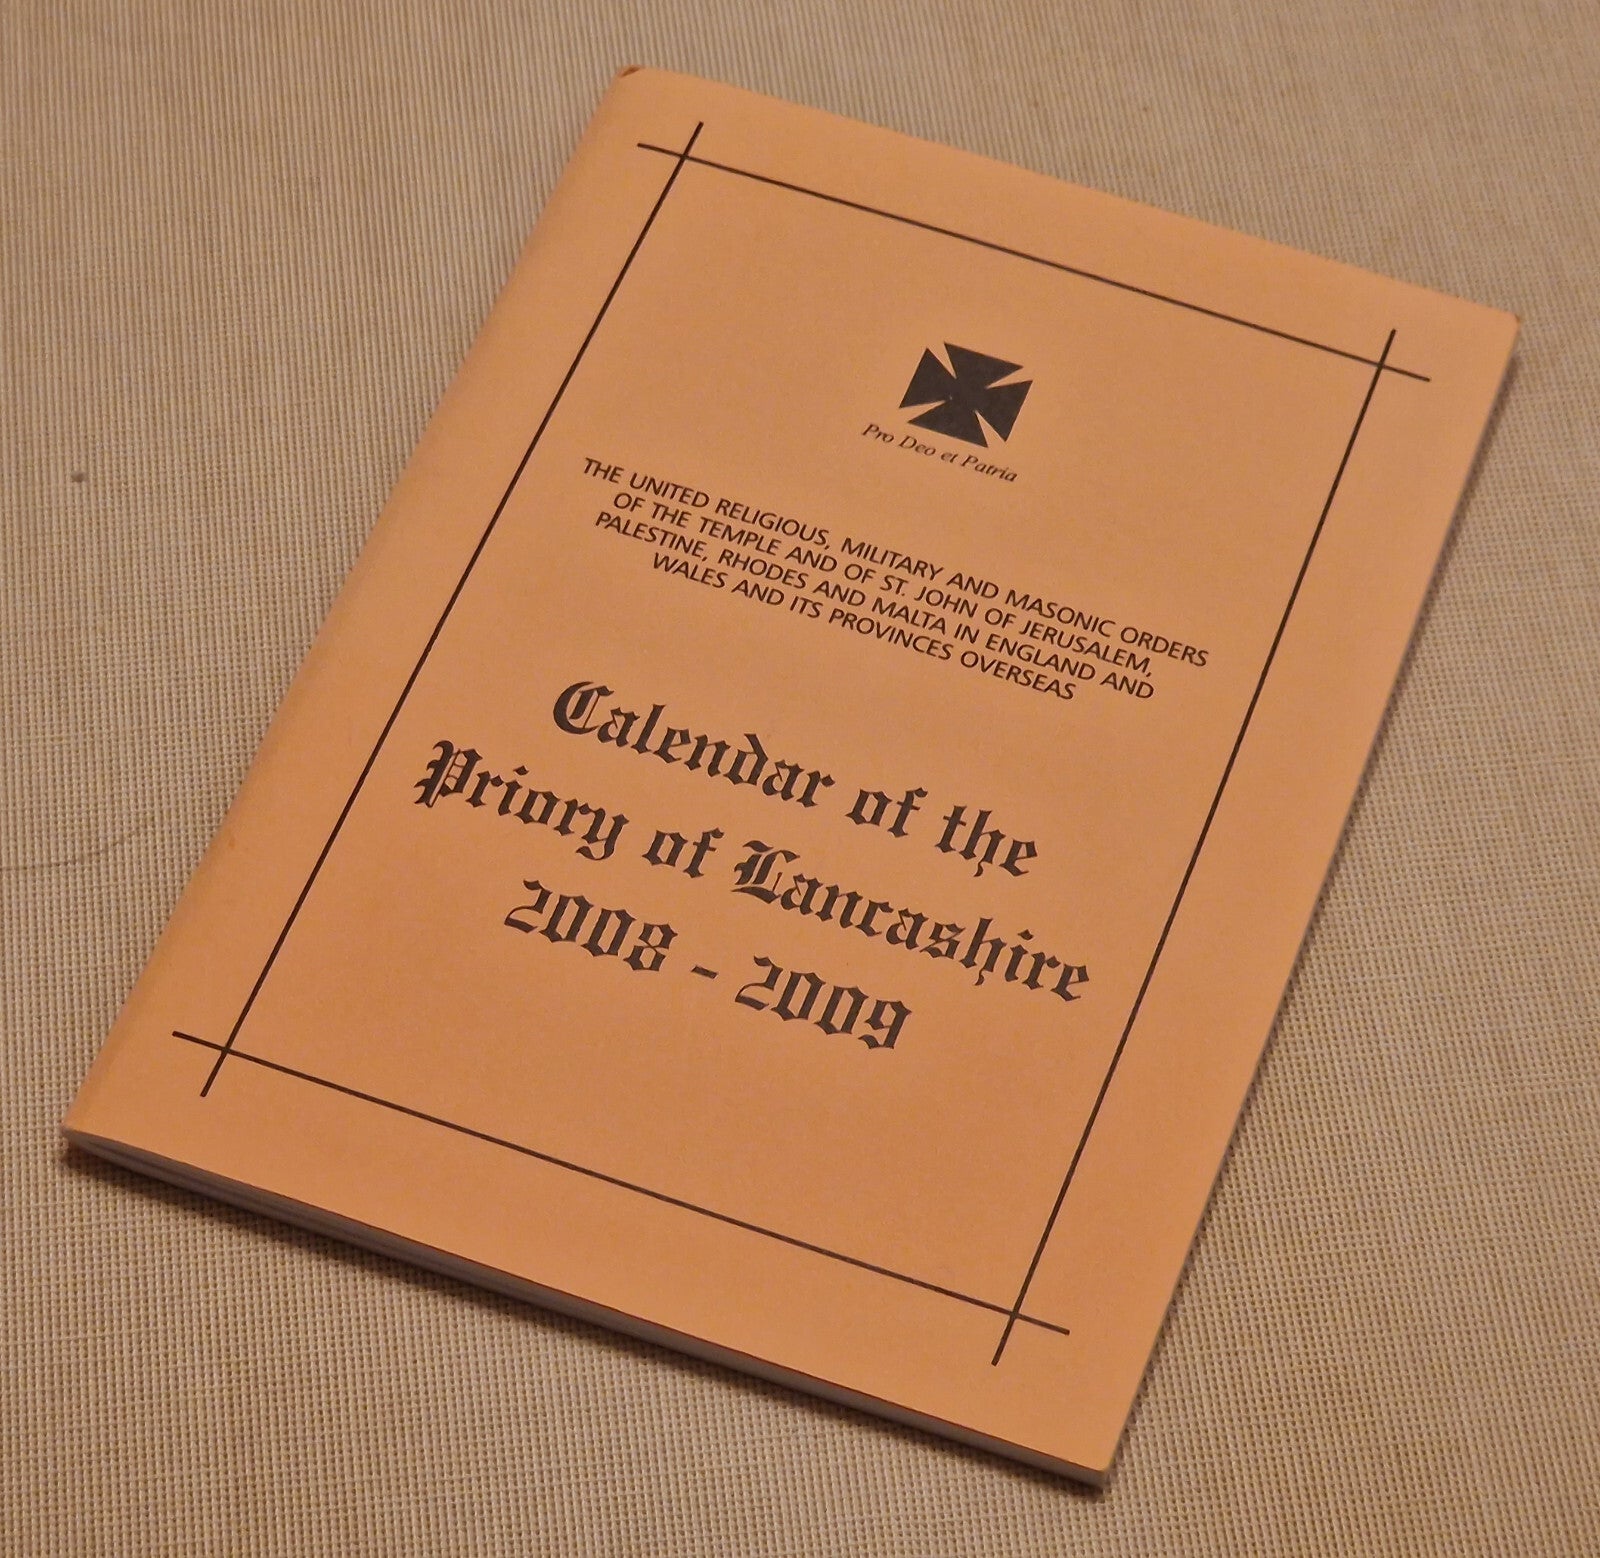 Pro Deo et Patria
THE UNITED RELIGIOUS, MILITARY AND MASONIC ORDERS
OF THE TEMPLE AND OF ST. JOHN OF JERUSALEM,
PALESTINE, RHODES AND MALTA IN ENGLAND AND
WALES AND ITS PROVINCES OVERSEAS
Calendar of the
Priory of Lancashire
2008 - 2009